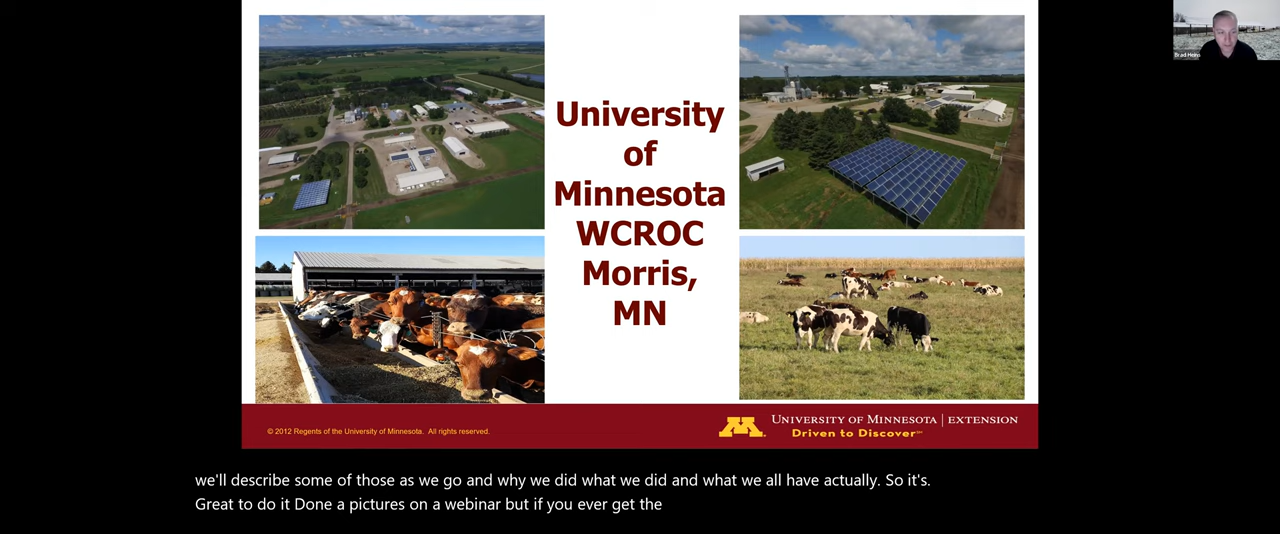 Brad Heins
University
of
Minnesota
WCROC
Morris,
MN
© 2012 Regents of the University of Minnesota. All rights reserved.
UNIVERSITY OF MINNESOTA | EXTENSION
Driven to Discover℠
we'll describe some of those as we go and why we did what we did and what we all have actually. So it's.
Great to do it Done a pictures on a webinar but if you ever get the